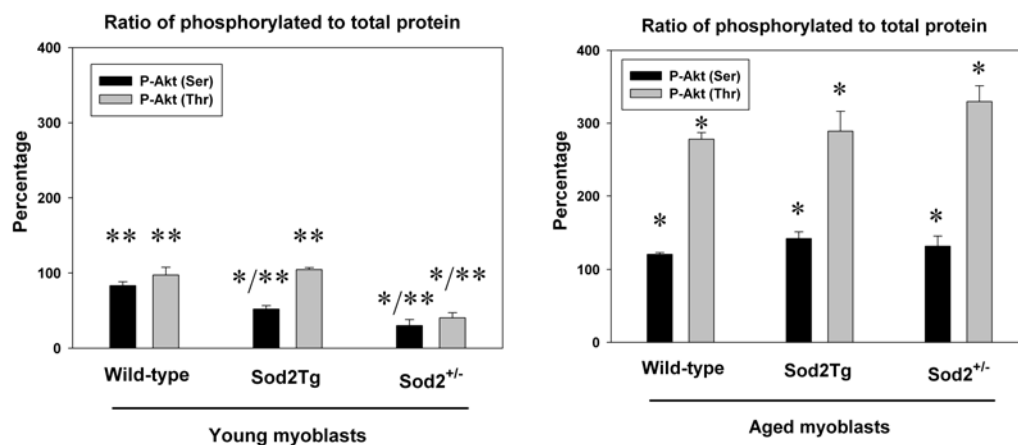 Ratio of phosphorylated to total protein
400
300
200
100
0
Percentage
P-Akt (Ser)
P-Akt (Thr)
** ** */** ** */** */**
Wild-type Sod2Tg Sod2+/-
Young myoblasts
Ratio of phosphorylated to total protein
400
300
200
100
0
Percentage
P-Akt (Ser)
P-Akt (Thr)
* * * * * *
Wild-type Sod2Tg Sod2+/-
Aged myoblasts